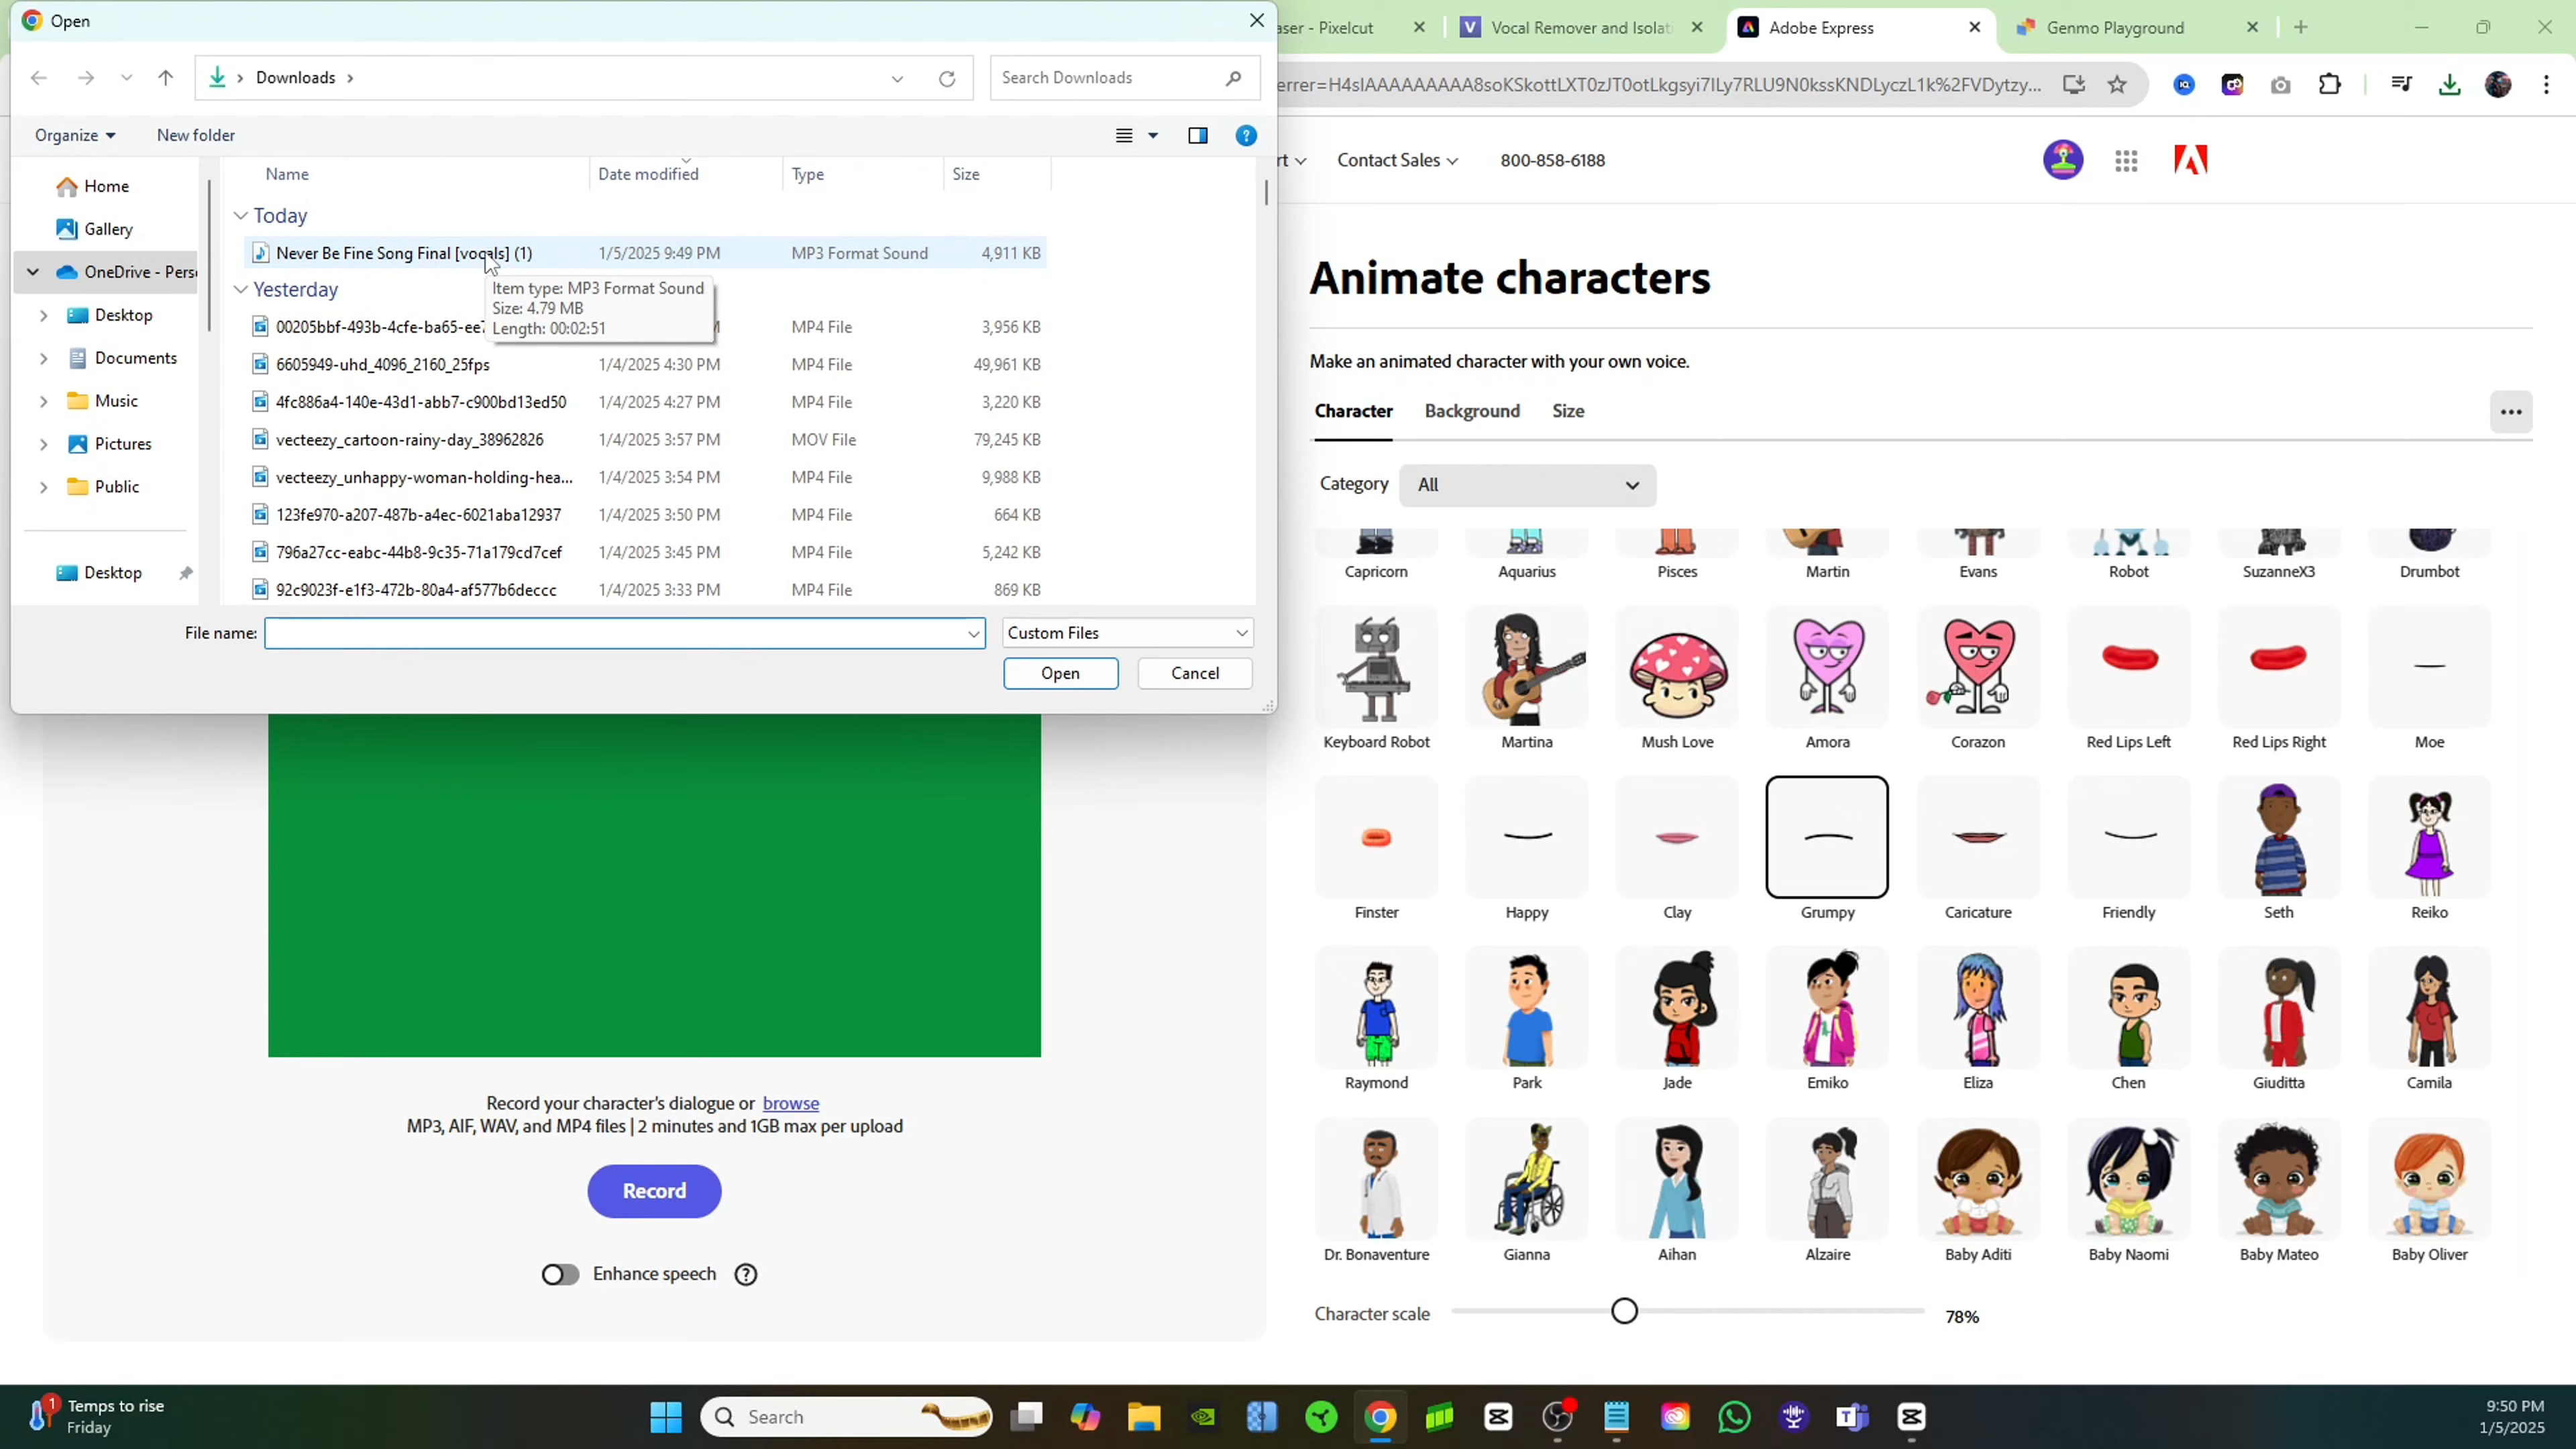 Open
aser - Pixelcut
Vocal Remover and Isolati
Adobe Express
Genmo Playground
Downloads
Search Downloads
errer=H4sIAAAAAAAAA8soKSkottLXT0zJT0otLkgsyi7ILy7RLU9N0kssKNDLyczL1k%2FVDytzy...
Organize
New folder
rt
Contact Sales
800-858-6188
Home
Gallery
OneDrive - Pers
Desktop
Documents
Music
Pictures
Public
Desktop
Name
Date modified
Type
Size
Today
Never Be Fine Song Final [vocals] (1) 1/5/2025 9:49 PM MP3 Format Sound 4,911 KB
Item type: MP3 Format Sound
Size: 4.79 MB
Length: 00:02:51
Yesterday
00205bbf-493b-4cfe-ba65-ee7 MP4 File 3,956 KB
6605949-uhd_4096_2160_25fps 1/4/2025 4:30 PM MP4 File 49,961 KB
4fc886a4-140e-43d1-abb7-c900bd13ed50 1/4/2025 4:27 PM MP4 File 3,220 KB
vecteezy_cartoon-rainy-day_38962826 1/4/2025 3:57 PM MOV File 79,245 KB
vecteezy_unhappy-woman-holding-hea... 1/4/2025 3:54 PM MP4 File 9,988 KB
123fe970-a207-487b-a4ec-6021aba12937 1/4/2025 3:50 PM MP4 File 664 KB
796a27cc-eabc-44b8-9c35-71a179cd7cef 1/4/2025 3:45 PM MP4 File 5,242 KB
92c9023f-e1f3-472b-80a4-af577b6deccc 1/4/2025 3:33 PM MP4 File 869 KB
File name:
Custom Files
Open
Cancel
Animate characters
Make an animated character with your own voice.
Character Background Size
Category All
Capricorn Aquarius Pisces Martin Evans Robot SuzanneX3 Drumbot
Keyboard Robot Martina Mush Love Amora Corazon Red Lips Left Red Lips Right Moe
Finster Happy Clay Grumpy Caricature Friendly Seth Reiko
Raymond Park Jade Emiko Eliza Chen Giuditta Camila
Dr. Bonaventure Gianna Aihan Alzaire Baby Aditi Baby Naomi Baby Mateo Baby Oliver
Character scale 78%
Record your character's dialogue or browse
MP3, AIF, WAV, and MP4 files | 2 minutes and 1GB max per upload
Record
Enhance speech
1
Temps to rise
Friday
Search
9:50 PM
1/5/2025